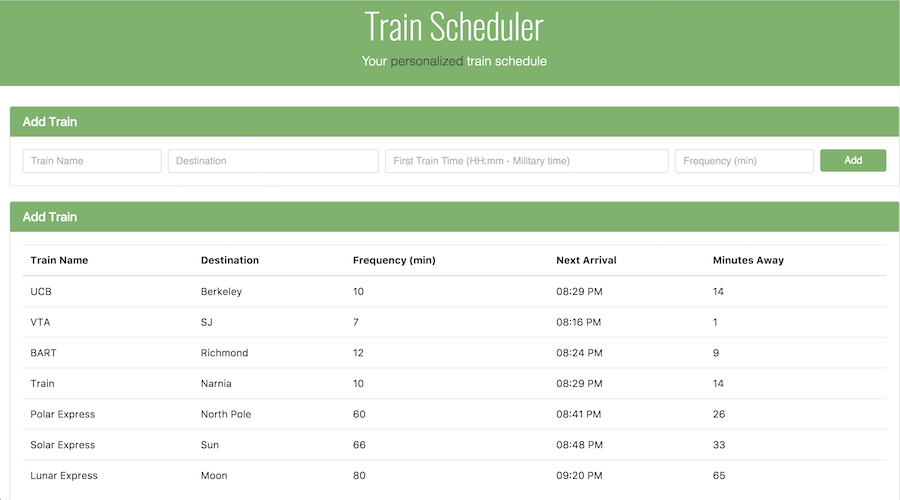 Train Scheduler
Your personalized train schedule
Add Train
Train Name Destination First Train Time (HH:mm - Military time) Frequency (min) Add
Add Train
Train Name Destination Frequency (min) Next Arrival Minutes Away
UCB Berkeley 10 08:29 PM 14
VTA SJ 7 08:16 PM 1
BART Richmond 12 08:24 PM 9
Train Narnia 10 08:29 PM 14
Polar Express North Pole 60 08:41 PM 26
Solar Express Sun 66 08:48 PM 33
Lunar Express Moon 80 09:20 PM 65